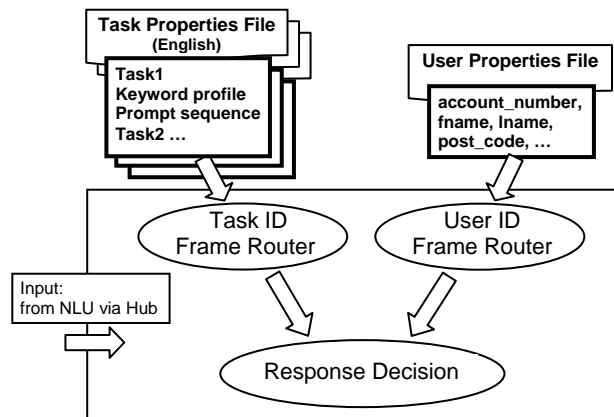 Task Properties File
(English)
Task1
Keyword profile
Prompt sequence
Task2 …
User Properties File
account_number,
fname, lname,
post_code, …
Task ID
Frame Router
User ID
Frame Router
Input:
from NLU via Hub
Response Decision